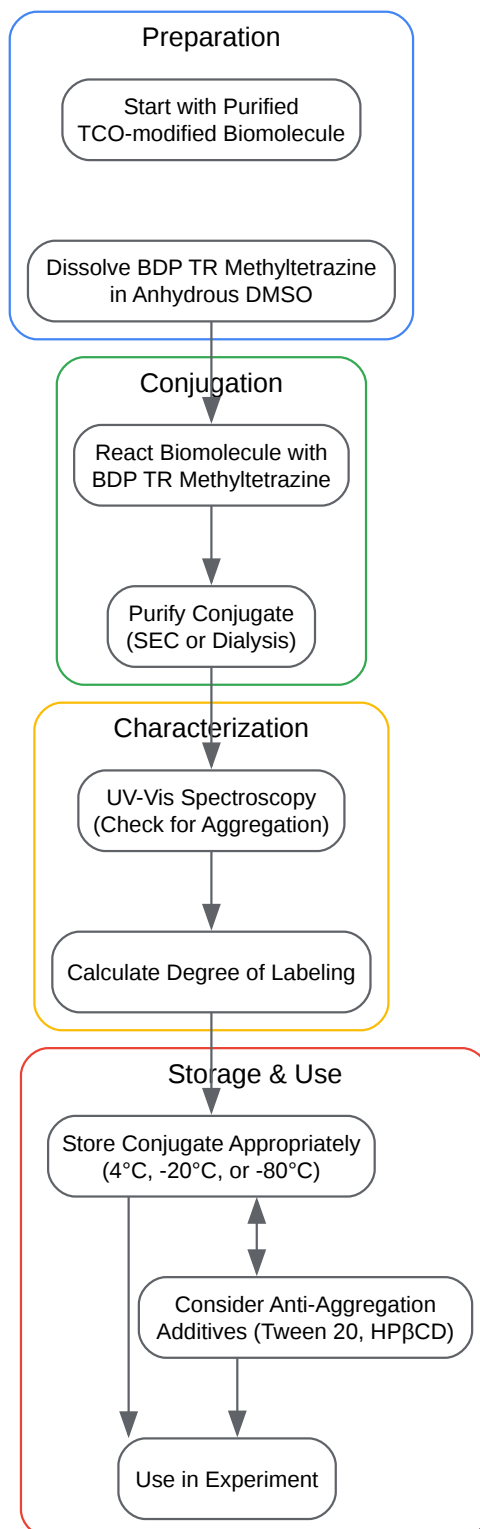 Preparation
Start with Purified
TCO-modified Biomolecule
Dissolve BDP TR Methyltetrazine
in Anhydrous DMSO
Conjugation
React Biomolecule with
BDP TR Methyltetrazine
Purify Conjugate
(SEC or Dialysis)
Characterization
UV-Vis Spectroscopy
(Check for Aggregation)
Calculate Degree of Labeling
Storage & Use
Store Conjugate Appropriately
(4°C, -20°C, or -80°C)
Consider Anti-Aggregation
Additives (Tween 20, HPβCD)
Use in Experiment